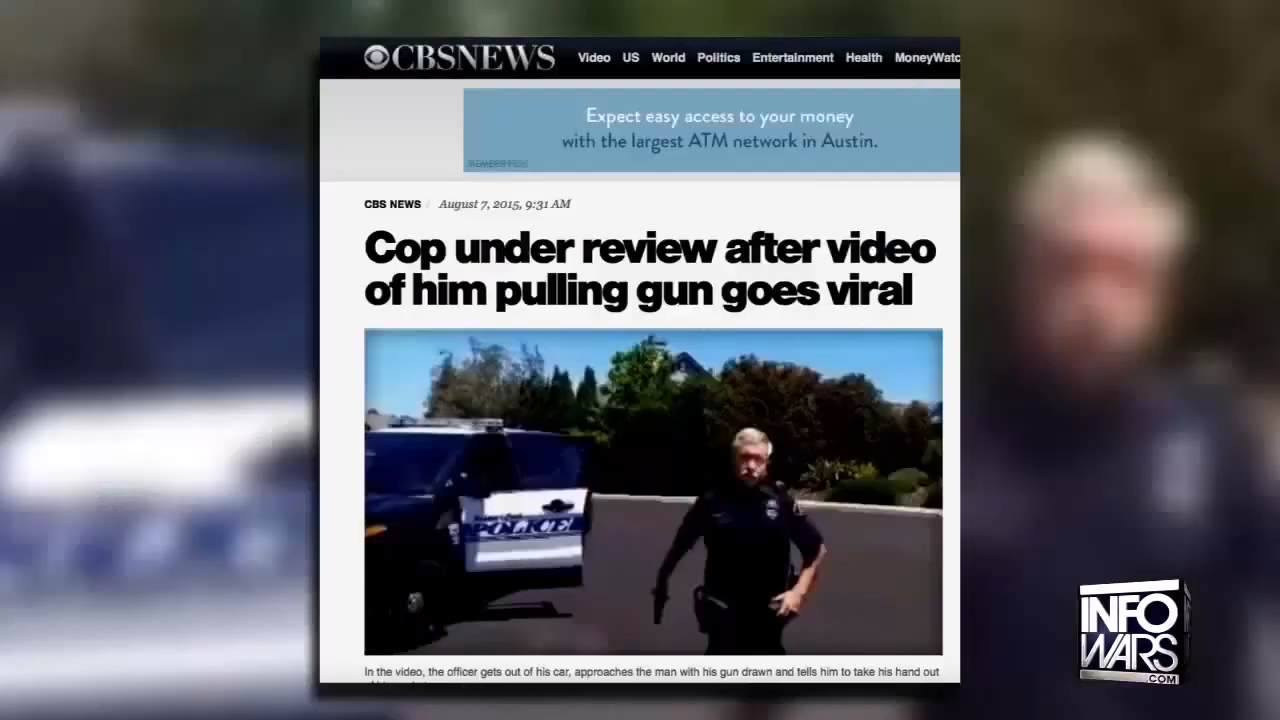 CBSNEWS
Video US World Politics Entertainment Health MoneyWatc
Expect easy access to your money
with the largest ATM network in Austin.
CBS NEWS / August 7, 2015, 9:31 AM
Cop under review after video
of him pulling gun goes viral
POLICE
In the video, the officer gets out of his car, approaches the man with his gun drawn and tells him to take his hand out
INFO
WARS
.COM